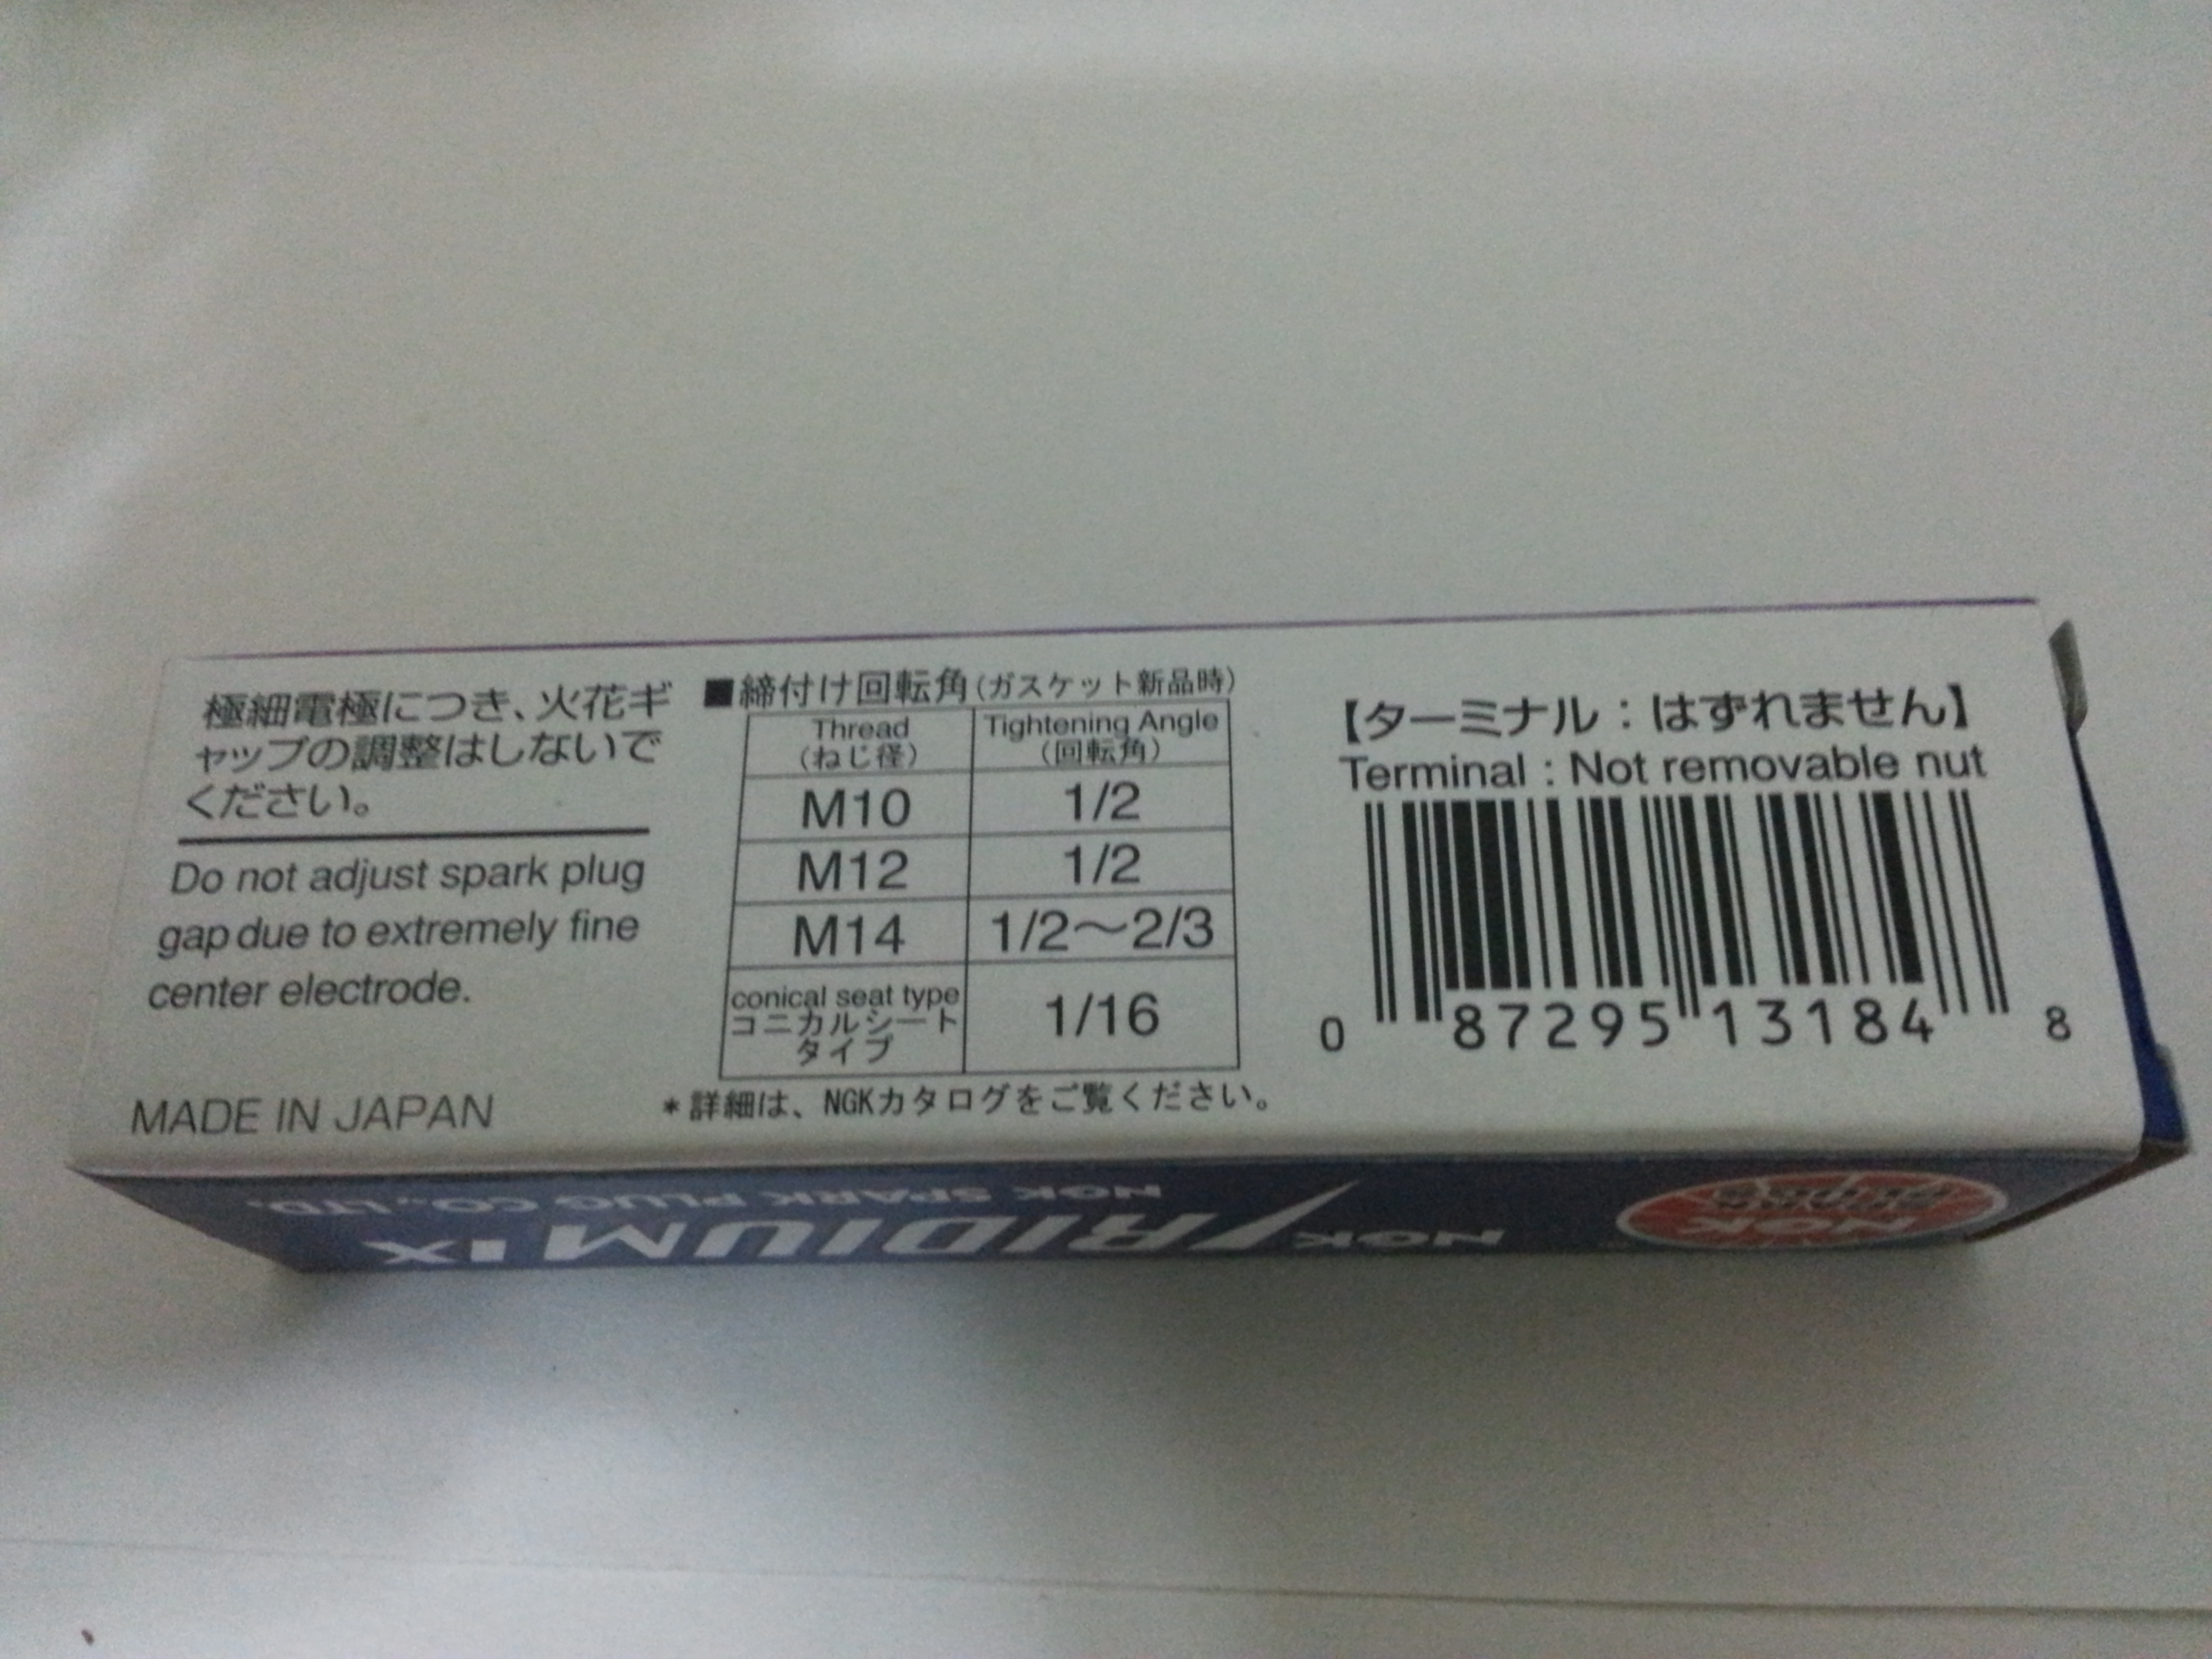 極細電極につき、火花ギ
ャップの調整はしないで
ください。
Do not adjust spark plug
gap due to extremely fine
center electrode.
MADE IN JAPAN
■締付け回転角(ガスケット新品時)
Thread Tightening Angle
(ねじ径) (回転角)
M10 1/2
M12 1/2
M14 1/2〜2/3
conical seat type
コニカルシート
タイプ
1/16
*詳細は、NGKカタログをご覧ください。
【ターミナル：はずれません】
Terminal : Not removable nut
0 87295 13184 8
NGK
SPARK
PLUGS
NGK IRIDIUM IX
NGK SPARK PLUG CO., LTD.